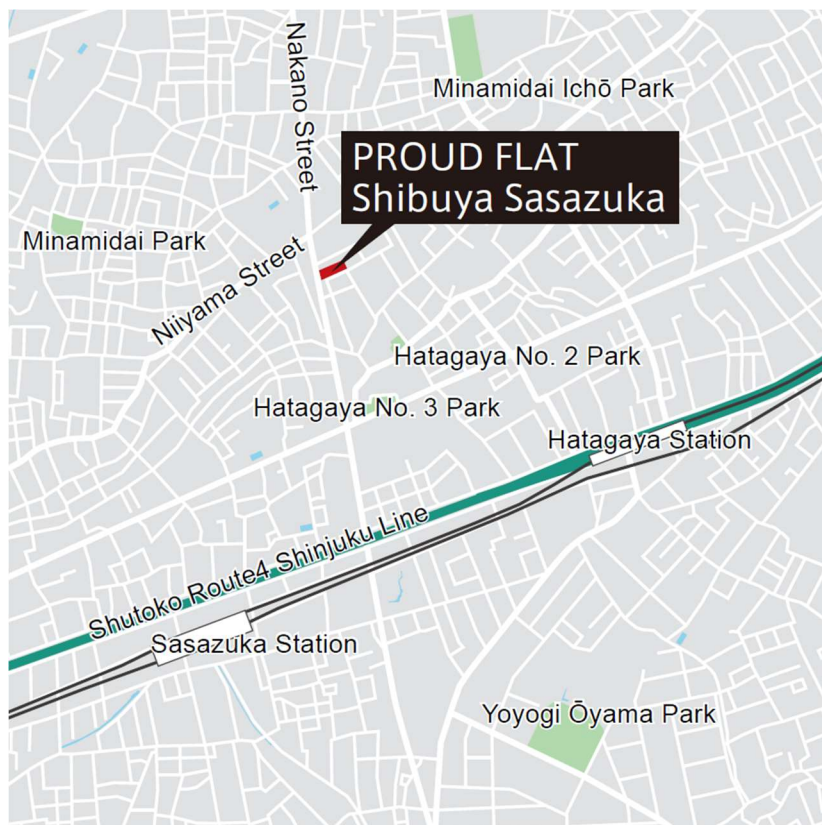 Nakano Street
Minamidai Ichō Park
PROUD FLAT
Shibuya Sasazuka
Minamidai Park
Niiyama Street
Hatagaya No. 2 Park
Hatagaya No. 3 Park
Hatagaya Station
Shutoko Route4 Shinjuku Line
Sasazuka Station
Yoyogi Ōyama Park